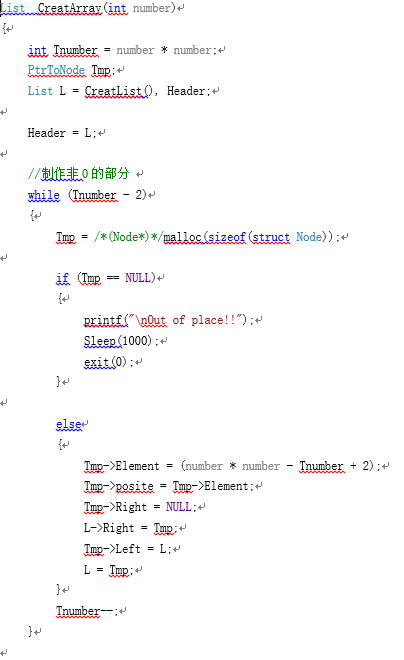 List  CreatArray(int number)
{
int Tnumber = number * number;
PtrToNode Tmp;
List L = CreatList(), Header;
Header = L;
//制作非0的部分
while (Tnumber - 2)
{
Tmp = /*(Node*)*/malloc(sizeof(struct Node));
if (Tmp == NULL)
{
printf("\nOut of place!!");
Sleep(1000);
exit(0);
}
else
{
Tmp->Element = (number * number - Tnumber + 2);
Tmp->posite = Tmp->Element;
Tmp->Right = NULL;
L->Right = Tmp;
Tmp->Left = L;
L = Tmp;
}
Tnumber--;
}